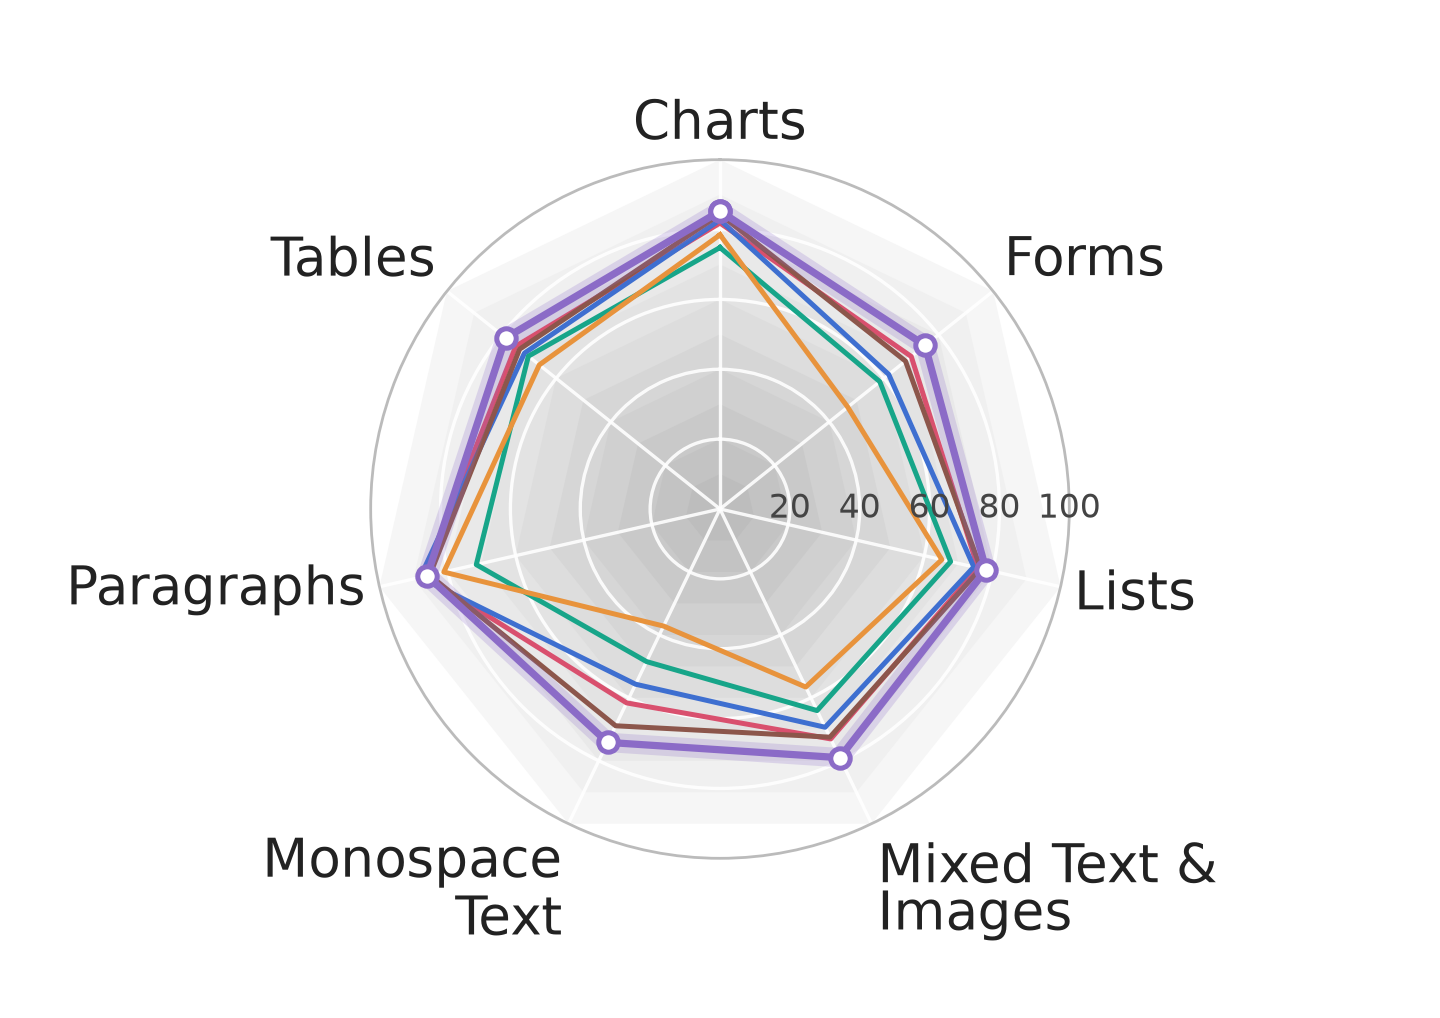 Charts
Tables
Forms
20 40 60 80 100
Paragraphs
Lists
Monospace
Text
Mixed Text &
Images